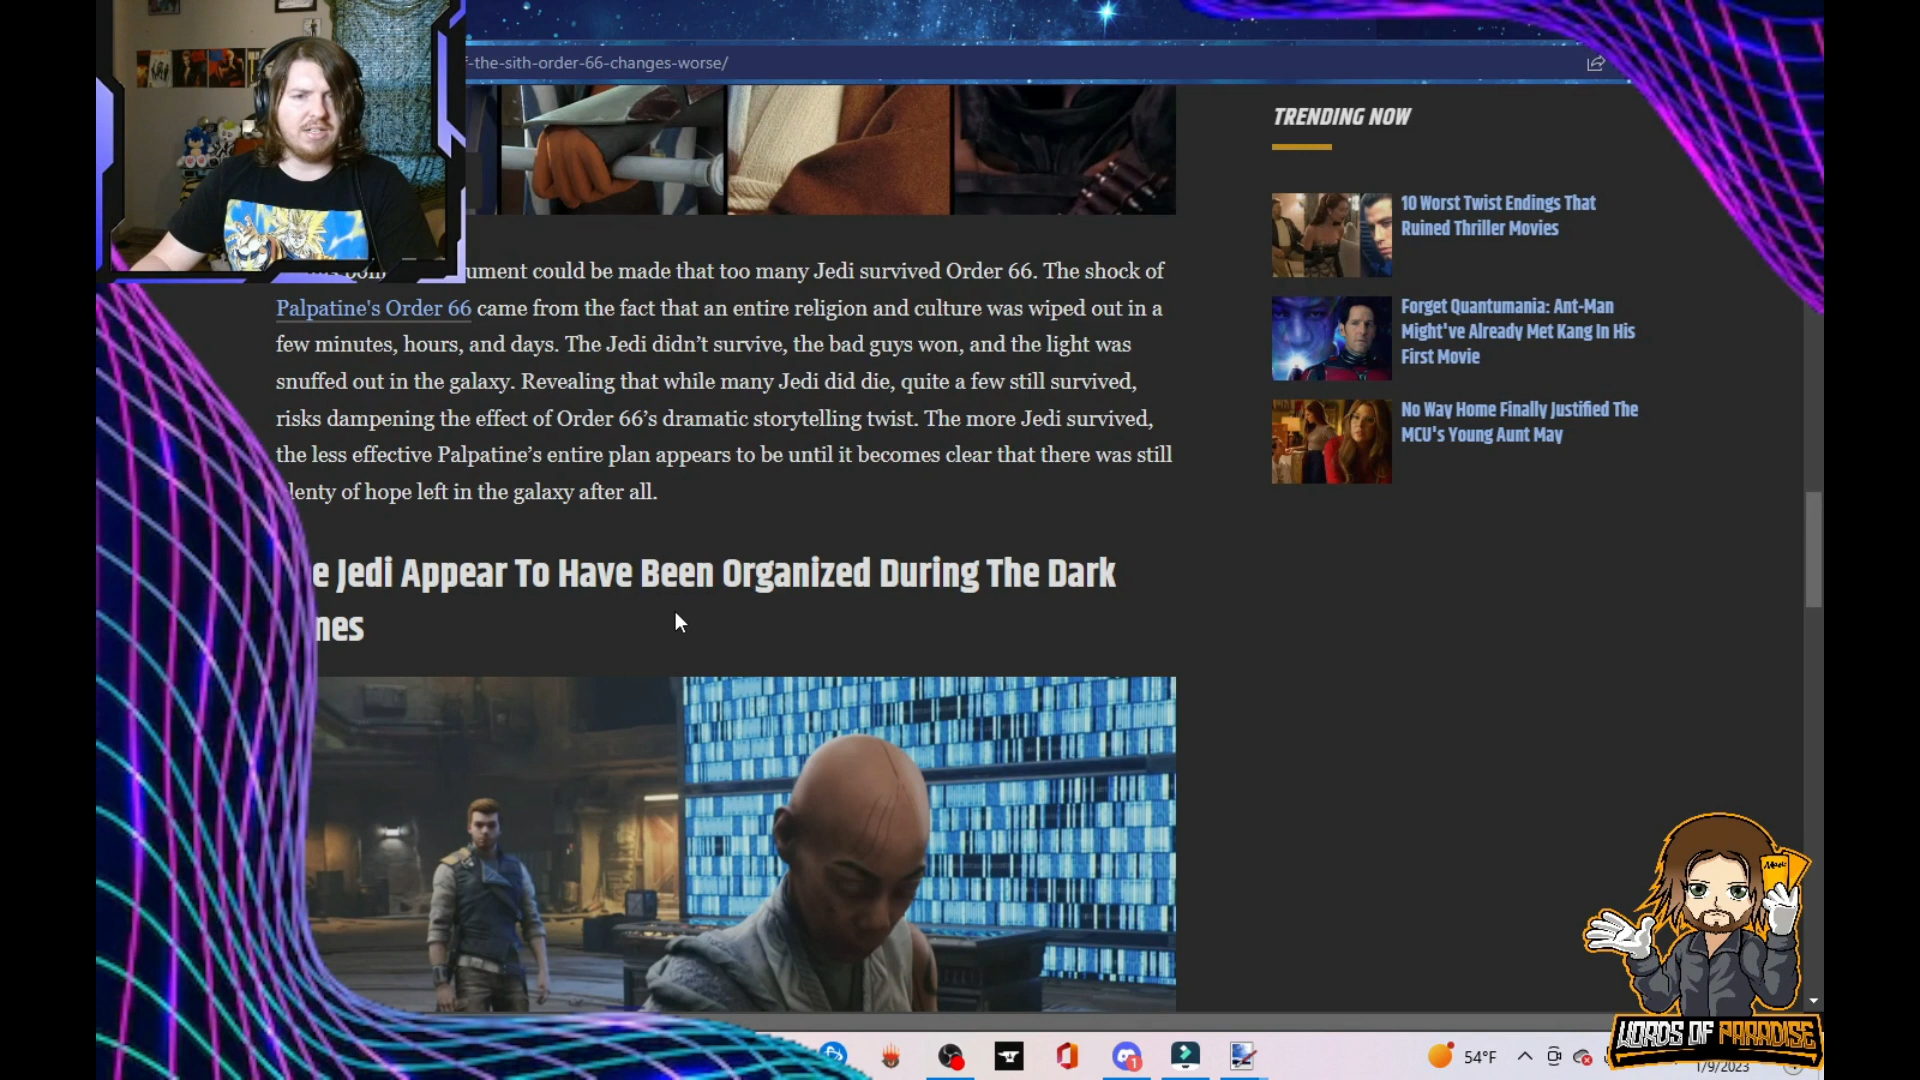 f-the-sith-order-66-changes-worse/
TRENDING NOW
10 Worst Twist Endings That
Ruined Thriller Movies
Forget Quantumania: Ant-Man
Might've Already Met Kang In His
First Movie
No Way Home Finally Justified The
MCU's Young Aunt May
ument could be made that too many Jedi survived Order 66. The shock of
Palpatine's Order 66 came from the fact that an entire religion and culture was wiped out in a
few minutes, hours, and days. The Jedi didn’t survive, the bad guys won, and the light was
snuffed out in the galaxy. Revealing that while many Jedi did die, quite a few still survived,
risks dampening the effect of Order 66’s dramatic storytelling twist. The more Jedi survived,
the less effective Palpatine’s entire plan appears to be until it becomes clear that there was still
lenty of hope left in the galaxy after all.
e Jedi Appear To Have Been Organized During The Dark
mes
WORDS OF PARADISE
1
54°F
1/9/2023